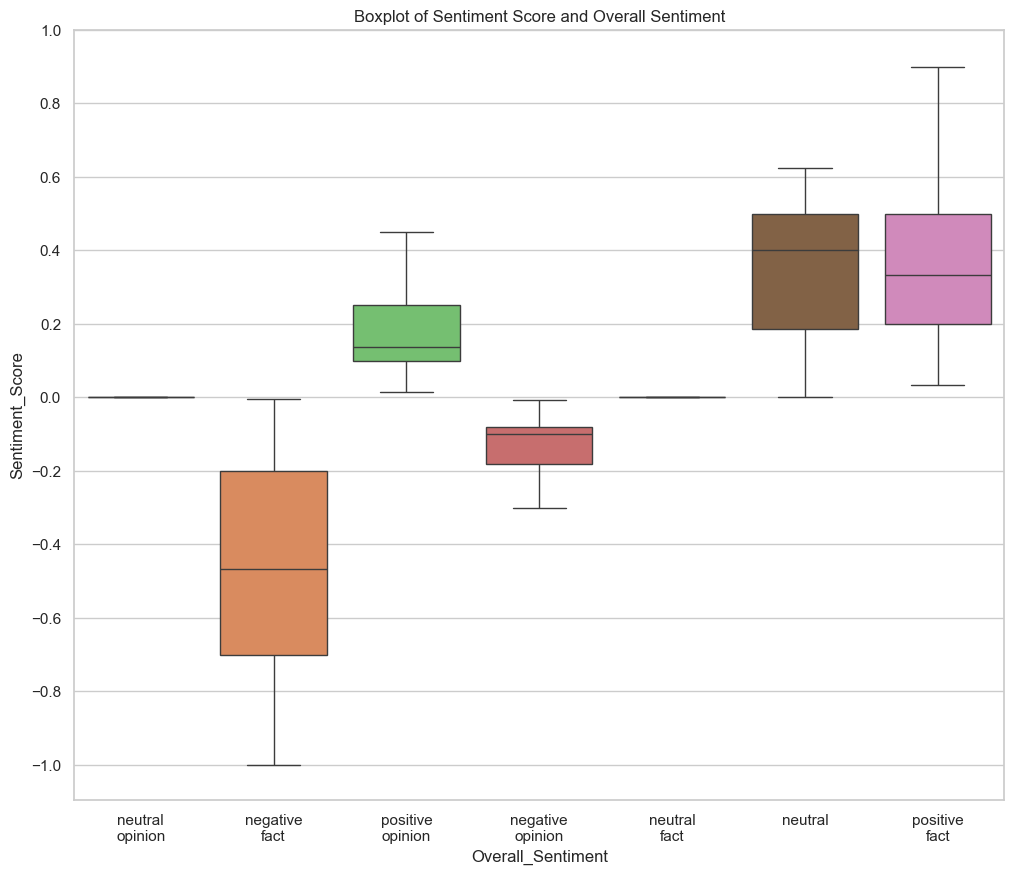 Boxplot of Sentiment Score and Overall Sentiment
1.0
0.8
0.6
0.4
0.2
0.0
−0.2
−0.4
−0.6
−0.8
−1.0
Sentiment_Score
neutral opinion
negative fact
positive opinion
negative opinion
neutral fact
neutral
positive fact
Overall_Sentiment